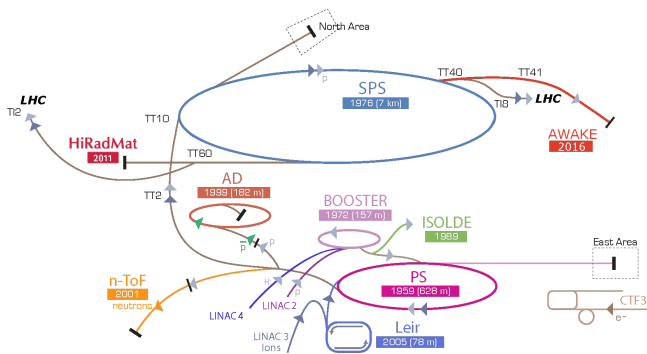 North Area
TT40
TT41
p
SPS
1976 (7 km)
LHC
TI2
TI8
LHC
TT10
HiRadMat
2011
AWAKE
2016
TT60
AD
1999 (182 m)
TT2
BOOSTER
1972 (157 m)
ISOLDE
1989
p
p
East Area
n-ToF
2001
neutrons
H-
p
PS
1959 (628 m)
LINAC 4
LINAC 2
CTF3
e-
LINAC 3
Ions
Leir
2005 (78 m)